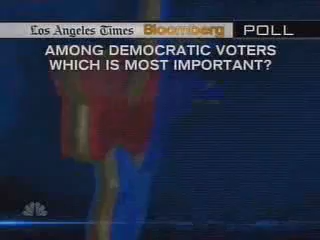 Los Angeles Times Bloomberg POLL
AMONG DEMOCRATIC VOTERS
WHICH IS MOST IMPORTANT?